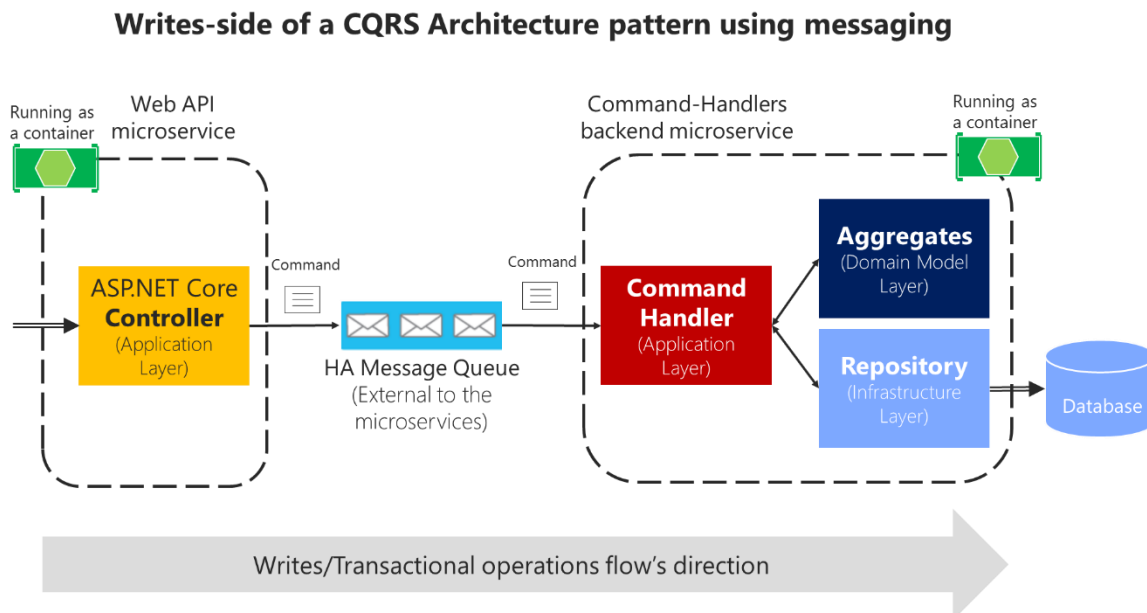 Writes-side of a CQRS Architecture pattern using messaging
Running as
a container
Web API
microservice
Command-Handlers
backend microservice
Running as
a container
ASP.NET Core
Controller
(Application
Layer)
Command
HA Message Queue
(External to the
microservices)
Command
Command
Handler
(Application
Layer)
Aggregates
(Domain Model
Layer)
Repository
(Infrastructure
Layer)
Database
Writes/Transactional operations flow's direction